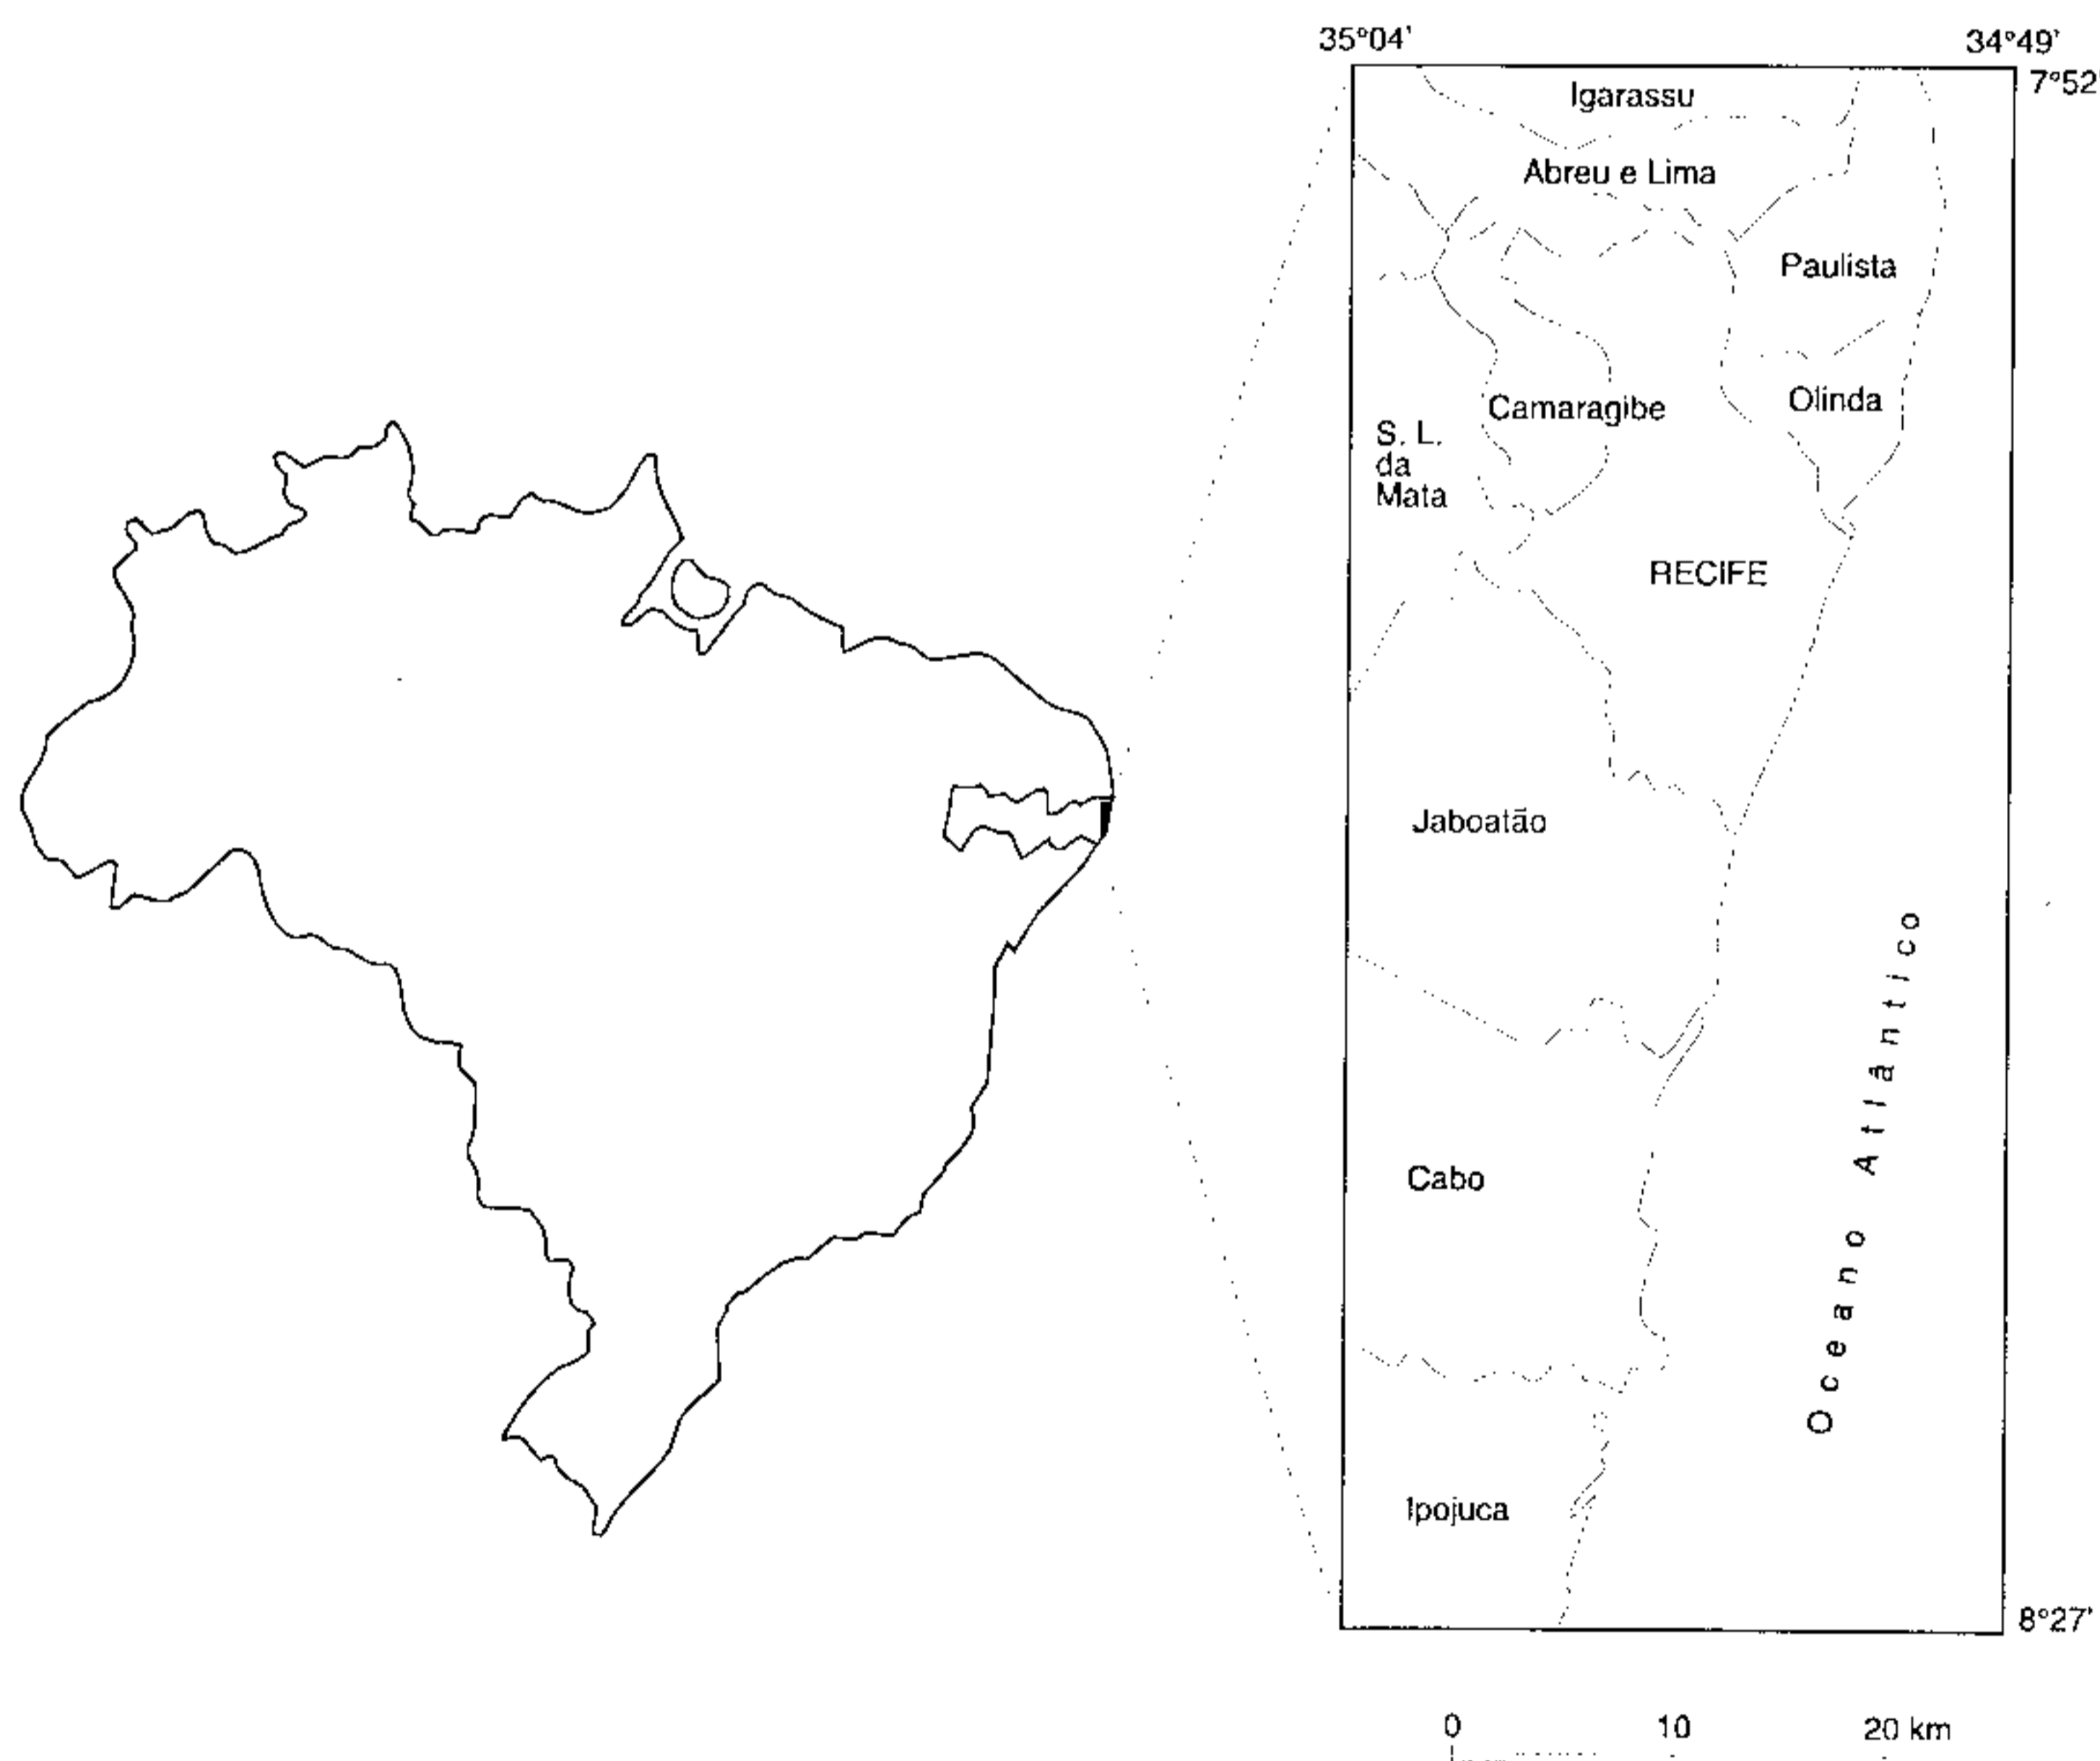 35°04' 34°49'
7°52
Igarassu
Abreu e Lima
Paulista
Olinda
Camaragibe
S. L.
da
Mata
RECIFE
Jaboatão
Oceano Atlântico
Cabo
Ipojuca
8°27'
0 10 20 km